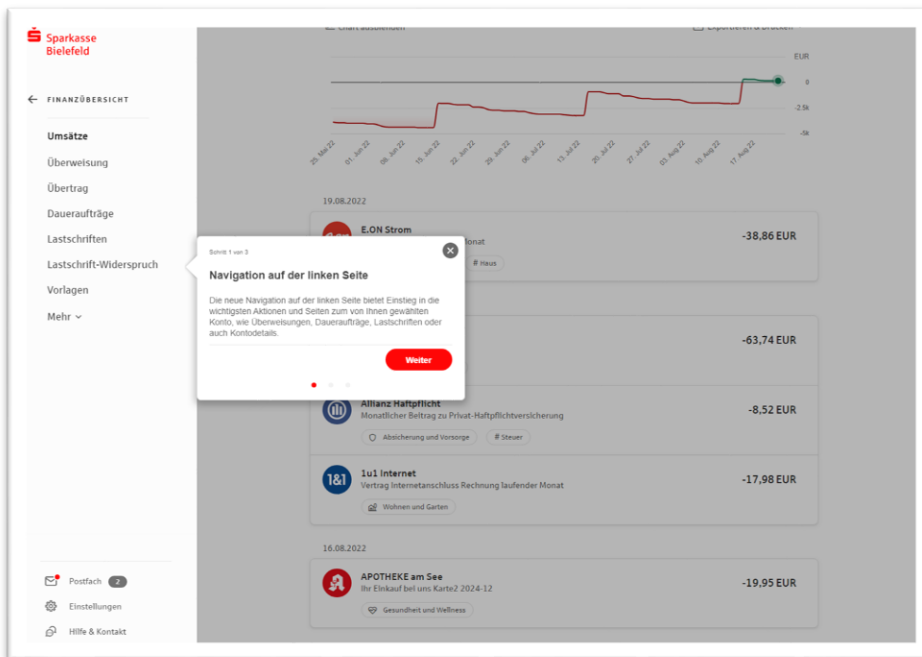 Sparkasse
Bielefeld
FINANZÜBERSICHT
Umsätze
Überweisung
Übertrag
Daueraufträge
Lastschriften
Lastschrift-Widerspruch
Vorlagen
Mehr
Postfach 2
Einstellungen
Hilfe & Kontakt
Chart ausblenden
Exportieren & Drucken
EUR
0
-2.5k
-5k
25. Mai 22
01. Jun 22
08. Jun 22
15. Jun 22
22. Jun 22
29. Jun 22
06. Jul 22
13. Jul 22
20. Jul 22
27. Jul 22
03. Aug 22
10. Aug 22
17. Aug 22
19.08.2022
E.ON Strom
-38,86 EUR
# Haus
Schritt 1 von 3
Navigation auf der linken Seite
Die neue Navigation auf der linken Seite bietet Einstieg in die
wichtigsten Aktionen und Seiten zum von Ihnen gewählten
Konto, wie Überweisungen, Daueraufträge, Lastschriften oder
auch Kontodetails.
Weiter
-63,74 EUR
Allianz Haftpflicht
-8,52 EUR
Monatlicher Beitrag zu Privat-Haftpflichtversicherung
Absicherung und Vorsorge
# Steuer
1&1
1u1 Internet
-17,98 EUR
Vertrag Internetanschluss Rechnung laufender Monat
Wohnen und Garten
16.08.2022
APOTHEKE am See
-19,95 EUR
Ihr Einkauf bei uns Karte2 2024-12
Gesundheit und Wellness